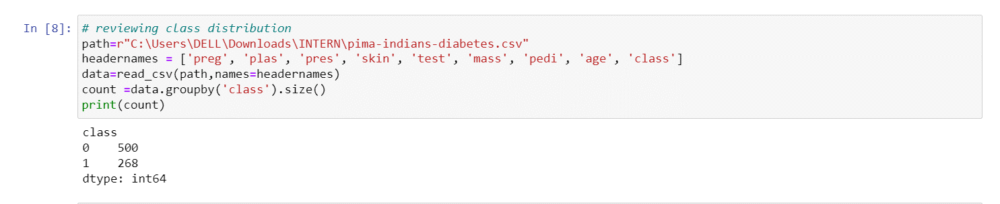 In [8]: # reviewing class distribution
path=r"C:\Users\DELL\Downloads\INTERN\pima-indians-diabetes.csv"
headernames = ['preg', 'plas', 'pres', 'skin', 'test', 'mass', 'pedi', 'age', 'class']
data=read_csv(path,names=headernames)
count =data.groupby('class').size()
print(count)
class
0    500
1    268
dtype: int64